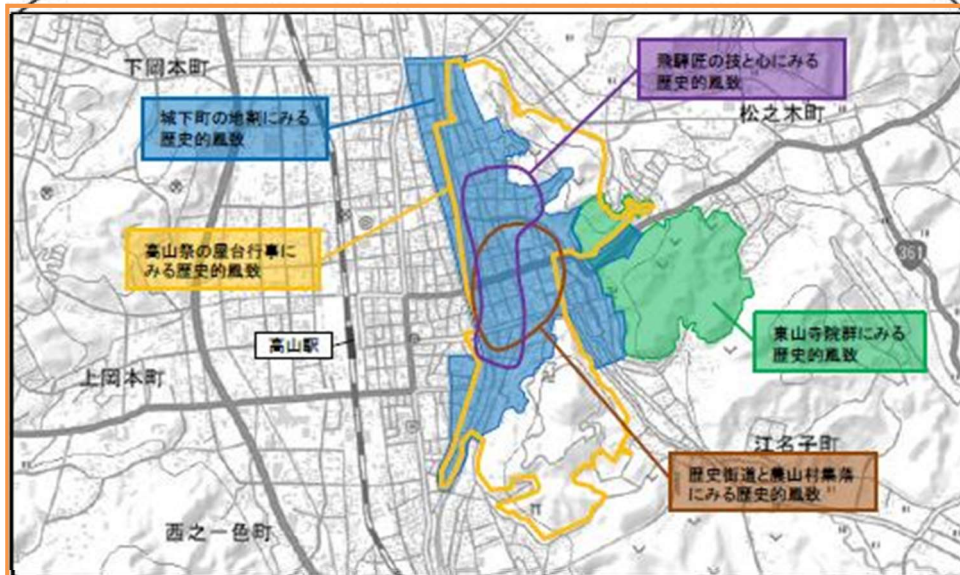 下岡本町
飛騨匠の技と心にみる
歴史的風致
城下町の地割にみる
歴史的風致
松之木町
高山祭の屋台行事に
みる歴史的風致
361
高山駅
東山寺院群にみる
歴史的風致
上岡本町
江名子町
歴史街道と農山村集落
にみる歴史的風致
西之一色町